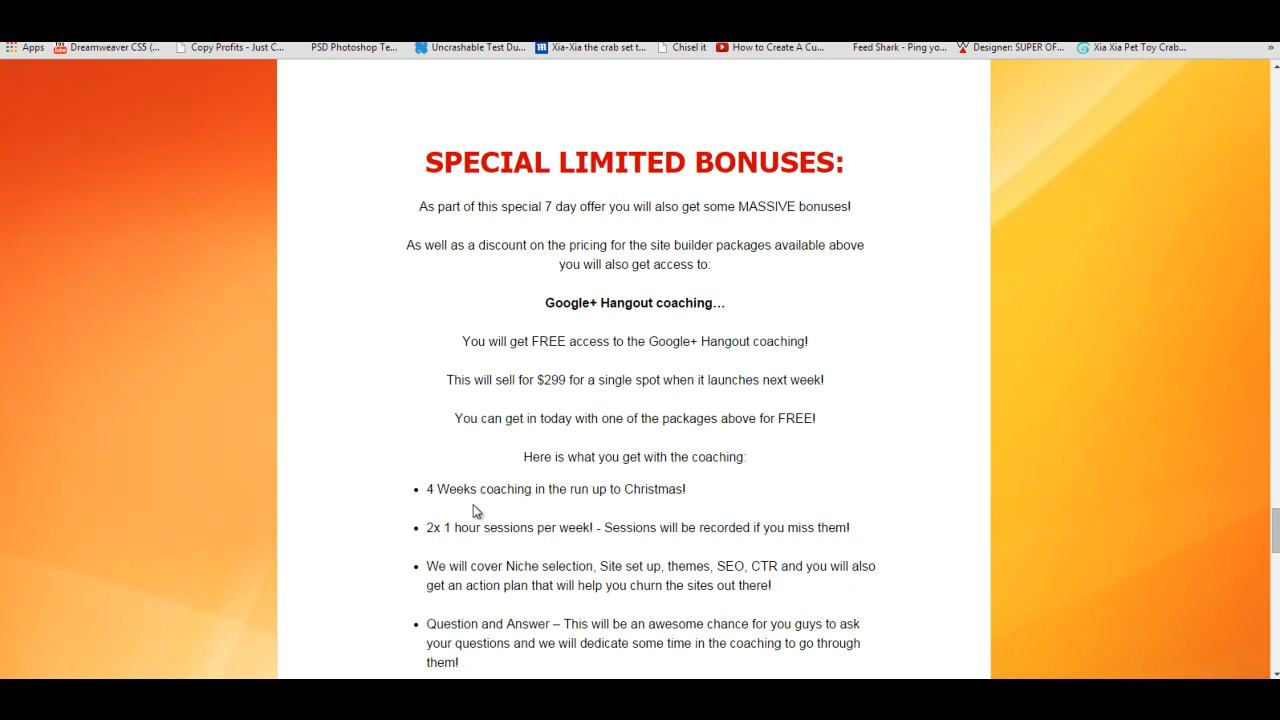 Apps
You Tube
Dreamweaver CS5 (...
Copy Profits - Just C...
PSD Photoshop Te...
Uncrashable Test Du...
m
Xia-Xia the crab set t...
Chisel it
How to Create A Cu...
Feed Shark - Ping yo...
Designer: SUPER OF...
Xia Xia Pet Toy Crab...
»
SPECIAL LIMITED BONUSES:
As part of this special 7 day offer you will also get some MASSIVE bonuses!
As well as a discount on the pricing for the site builder packages available above
you will also get access to:
Google+ Hangout coaching...
You will get FREE access to the Google+ Hangout coaching!
This will sell for $299 for a single spot when it launches next week!
You can get in today with one of the packages above for FREE!
Here is what you get with the coaching:
• 4 Weeks coaching in the run up to Christmas!
• 2x 1 hour sessions per week! - Sessions will be recorded if you miss them!
• We will cover Niche selection, Site set up, themes, SEO, CTR and you will also
get an action plan that will help you churn the sites out there!
• Question and Answer – This will be an awesome chance for you guys to ask
your questions and we will dedicate some time in the coaching to go through
them!